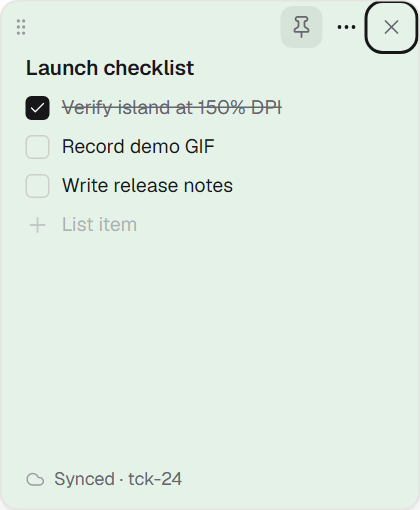 Launch checklist
Verify island at 150% DPI
Record demo GIF
Write release notes
List item
Synced · tck-24